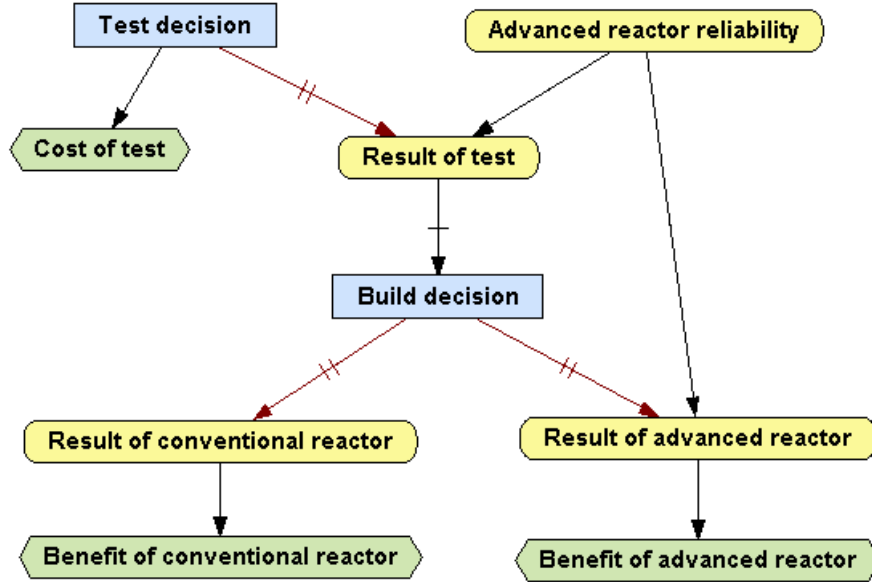 Test decision
Advanced reactor reliability
Cost of test
Result of test
Build decision
Result of conventional reactor
Result of advanced reactor
Benefit of conventional reactor
Benefit of advanced reactor